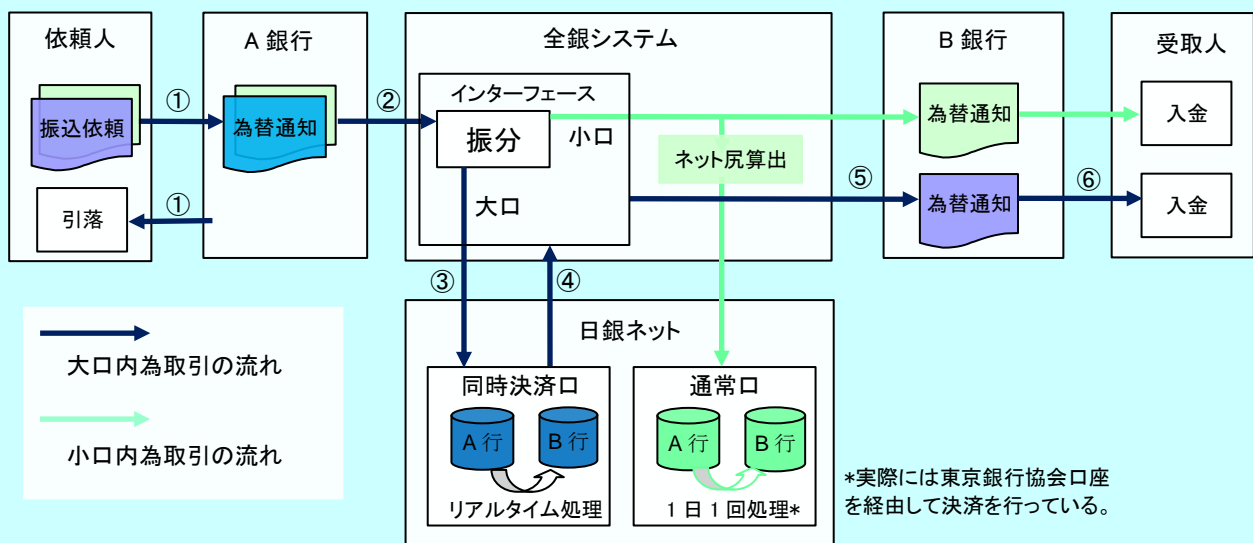 依頼人
A 銀行
全銀システム
B 銀行
受取人
振込依頼
①
為替通知
②
インターフェース
振分
小口
為替通知
入金
ネット尻算出
引落
①
大口
⑤
為替通知
⑥
入金
③
④
日銀ネット
大口内為取引の流れ
小口内為取引の流れ
同時決済口
A 行
B 行
リアルタイム処理
通常口
A 行
B 行
1 日 1 回処理*
*実際には東京銀行協会口座
を経由して決済を行っている。